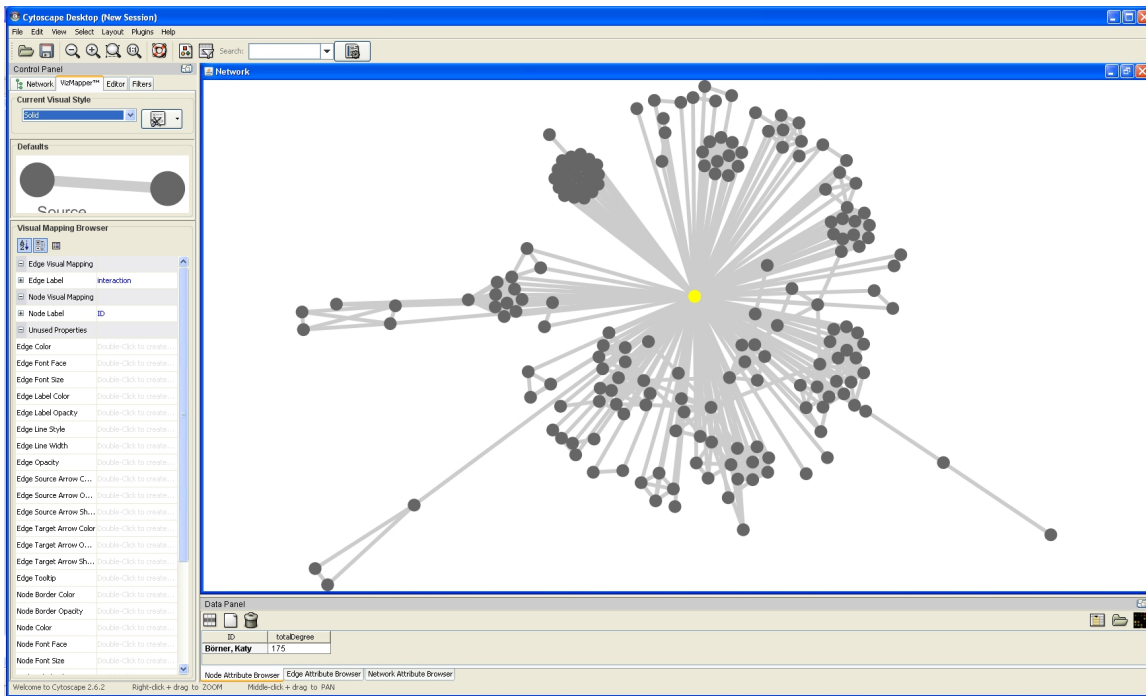 Cytoscape Desktop (New Session)
File Edit View Select Layout Plugins Help
Search:
Control Panel
Network VizMapper™ Editor Filters
Current Visual Style
Solid
Defaults
Source
Visual Mapping Browser
Edge Visual Mapping
Edge Label interaction
Node Visual Mapping
Node Label ID
Unused Properties
Edge Color Double-Click to create...
Edge Font Face Double-Click to create...
Edge Font Size Double-Click to create...
Edge Label Color Double-Click to create...
Edge Label Opacity Double-Click to create...
Edge Line Style Double-Click to create...
Edge Line Width Double-Click to create...
Edge Opacity Double-Click to create...
Edge Source Arrow C... Double-Click to create...
Edge Source Arrow O... Double-Click to create...
Edge Source Arrow Sh... Double-Click to create...
Edge Target Arrow Color Double-Click to create...
Edge Target Arrow O... Double-Click to create...
Edge Target Arrow Sh... Double-Click to create...
Edge Tooltip Double-Click to create...
Node Border Color Double-Click to create...
Node Border Opacity Double-Click to create...
Node Color Double-Click to create...
Node Font Face Double-Click to create...
Node Font Size Double-Click to create...
Network
Data Panel
ID totalDegree
Börner, Katy 175
Node Attribute Browser Edge Attribute Browser Network Attribute Browser
Welcome to Cytoscape 2.6.2 Right-click + drag to ZOOM Middle-click + drag to PAN